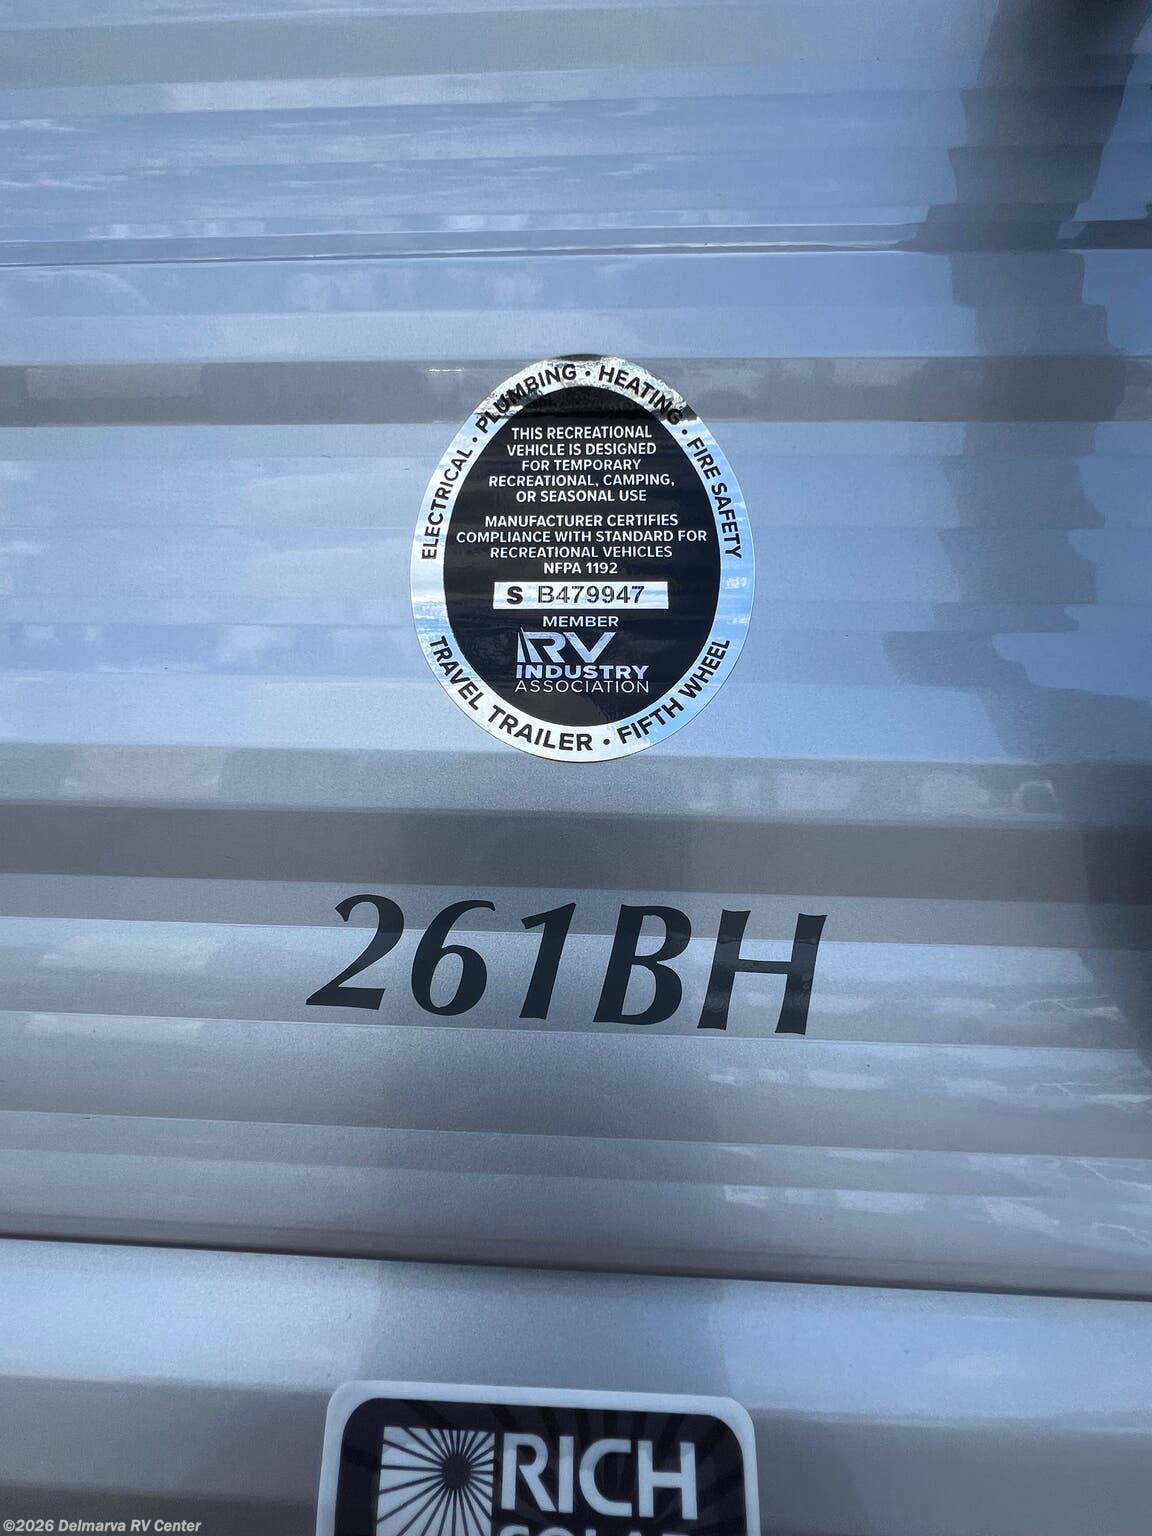 ELECTRICAL • PLUMBING • HEATING • FIRE SAFETY
THIS RECREATIONAL
VEHICLE IS DESIGNED
FOR TEMPORARY
RECREATIONAL, CAMPING,
OR SEASONAL USE
MANUFACTURER CERTIFIES
COMPLIANCE WITH STANDARD FOR
RECREATIONAL VEHICLES
NFPA 1192
S B479947
MEMBER
RV
INDUSTRY
ASSOCIATION
TRAVEL TRAILER • FIFTH WHEEL
261BH
RICH
SOLAR
©2026 Delmarva RV Center